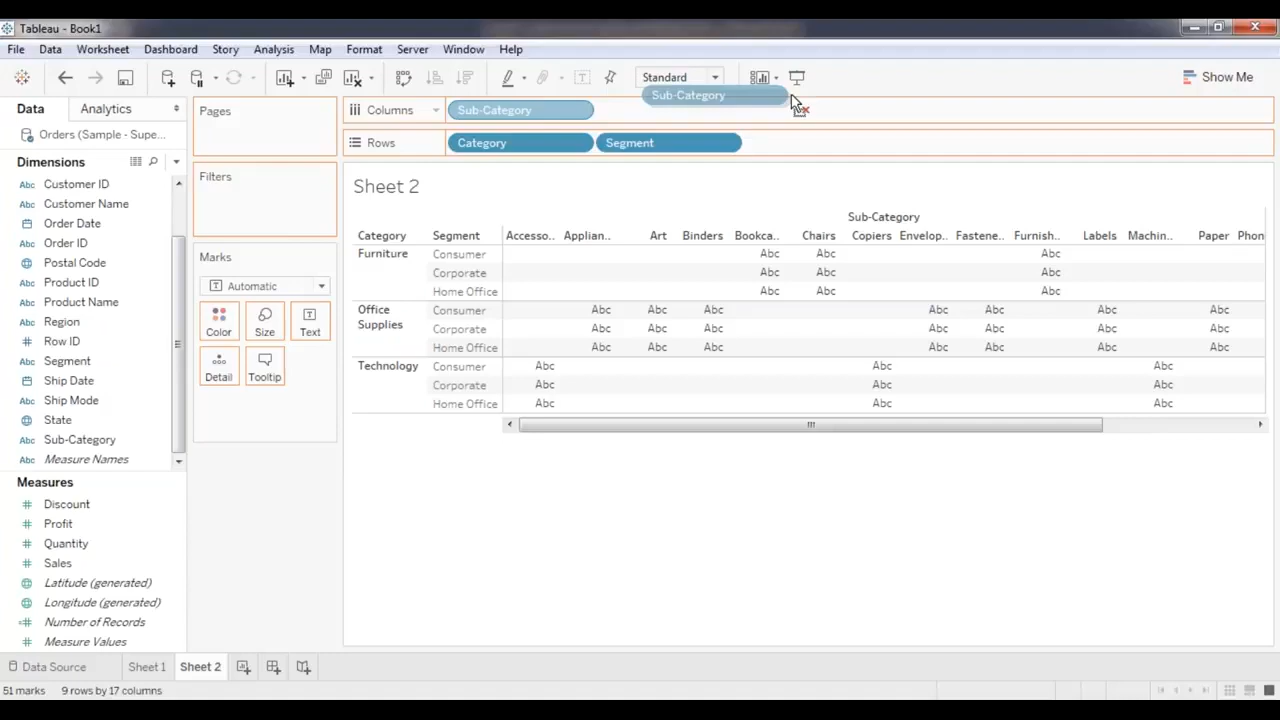 Tableau - Book1
File Data Worksheet Dashboard Story Analysis Map Format Server Window Help
Standard
Show Me
Sub-Category
Data Analytics
Orders (Sample - Supe...
Dimensions
Customer ID
Customer Name
Order Date
Order ID
Postal Code
Product ID
Product Name
Region
Row ID
Segment
Ship Date
Ship Mode
State
Sub-Category
Measure Names
Measures
Discount
Profit
Quantity
Sales
Latitude (generated)
Longitude (generated)
Number of Records
Measure Values
Pages
Filters
Marks
Automatic
Color Size Text
Detail Tooltip
Columns Sub-Category
Rows Category Segment
Sheet 2
Sub-Category
Category Segment Accesso.. Applian.. Art Binders Bookca.. Chairs Copiers Envelop.. Fastene.. Furnish.. Labels Machin.. Paper Phon
Furniture Consumer Abc Abc Abc
Corporate Abc Abc Abc
Home Office Abc Abc Abc
Office Supplies Consumer Abc Abc Abc Abc Abc Abc Abc
Corporate Abc Abc Abc Abc Abc Abc Abc
Home Office Abc Abc Abc Abc Abc Abc Abc
Technology Consumer Abc Abc Abc
Corporate Abc Abc Abc
Home Office Abc Abc Abc
Data Source Sheet 1 Sheet 2
51 marks 9 rows by 17 columns